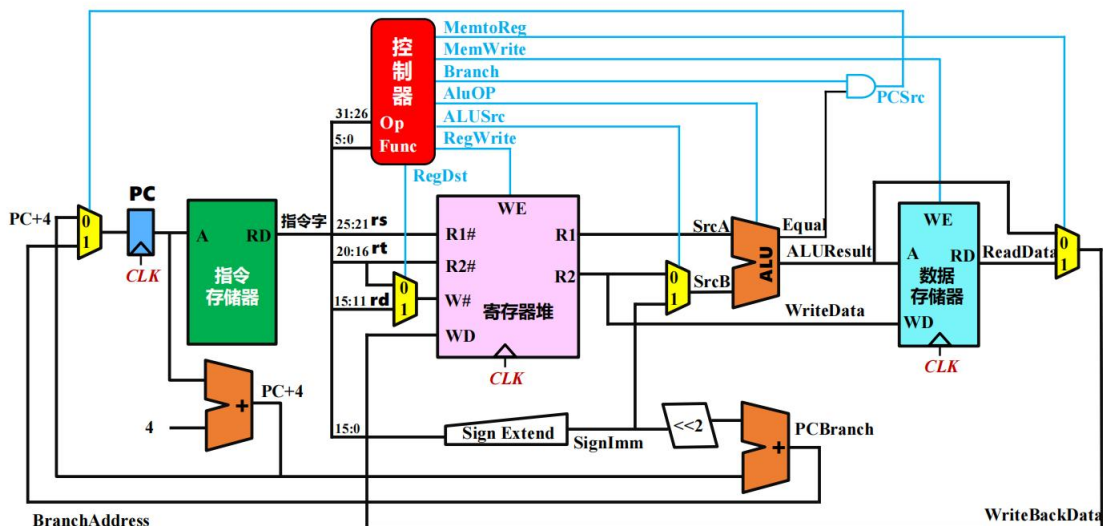 控制器
Op
Func
31:26
5:0
MemtoReg
MemWrite
Branch
AluOP
ALUSrc
RegWrite
RegDst
PCSrc
PC+4
0
1
PC
CLK
A
RD
指令
存储器
指令字
25:21 rs
20:16 rt
15:11 rd
0
1
WE
R1#
R2#
W#
WD
R1
R2
寄存器堆
CLK
0
1
SrcA
SrcB
ALU
Equal
ALUResult
WriteData
WE
A
RD
数据
存储器
WD
CLK
ReadData
0
1
4
+
PC+4
15:0
Sign Extend
SignImm
<<2
+
PCBranch
BranchAddress
WriteBackData